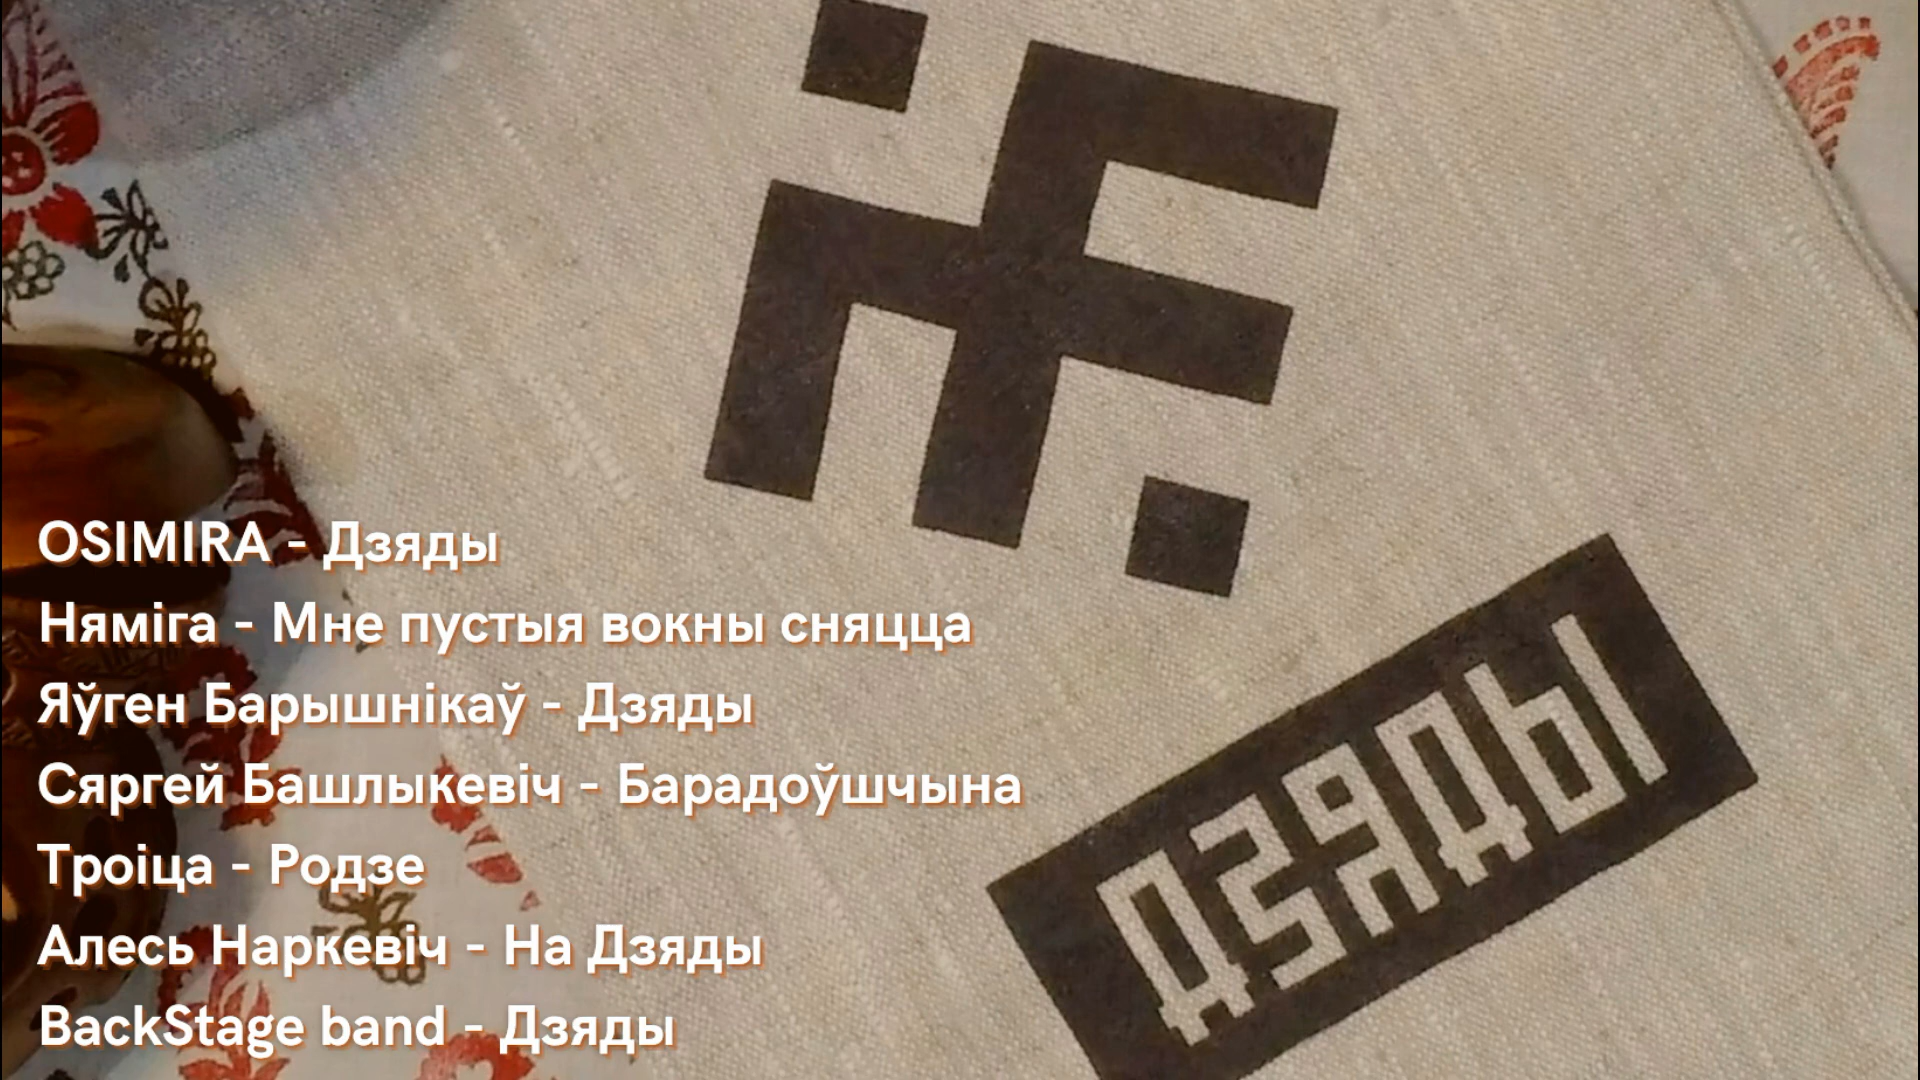 OSIMIRA - Дзяды
Няміга - Мне пустыя вокны сняцца
Яўген Барышнікаў - Дзяды
Сяргей Башлыкевіч - Барадоўшчына
Троіца - Родзе
Алесь Наркевіч - На Дзяды
BackStage band - Дзяды
ДЗЯДЫ